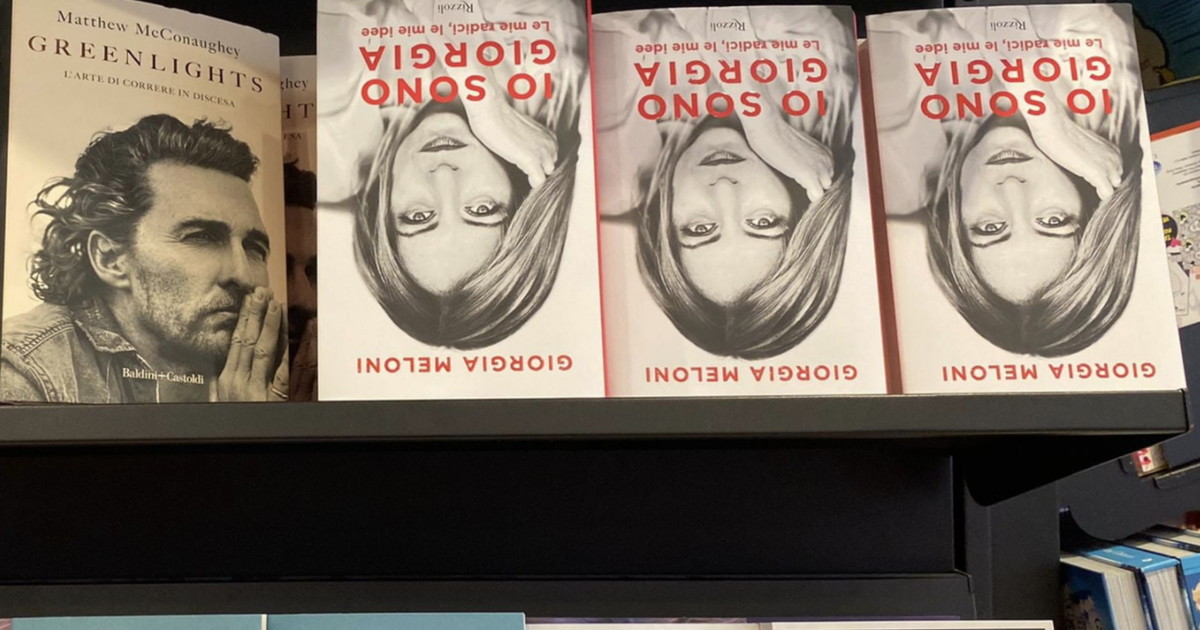 Matthew McConaughey
GREENLIGHTS
L'ARTE DI CORRERE IN DISCESA
Baldini+Castoldi
GIORGIA MELONI
IO SONO
GIORGIA
Le mie radici, le mie idee
Rizzoli
GIORGIA MELONI
IO SONO
GIORGIA
Le mie radici, le mie idee
Rizzoli
GIORGIA MELONI
IO SONO
GIORGIA
Le mie radici, le mie idee
Rizzoli